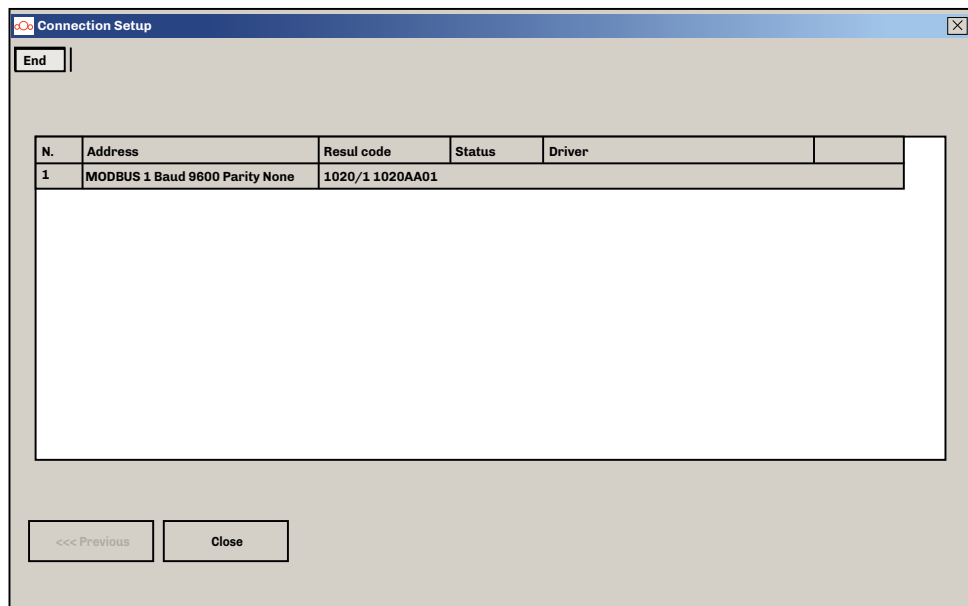 Connection Setup
End
N. Address Resul code Status Driver
1 MODBUS 1 Baud 9600 Parity None 1020/1 1020AA01
<<< Previous Close